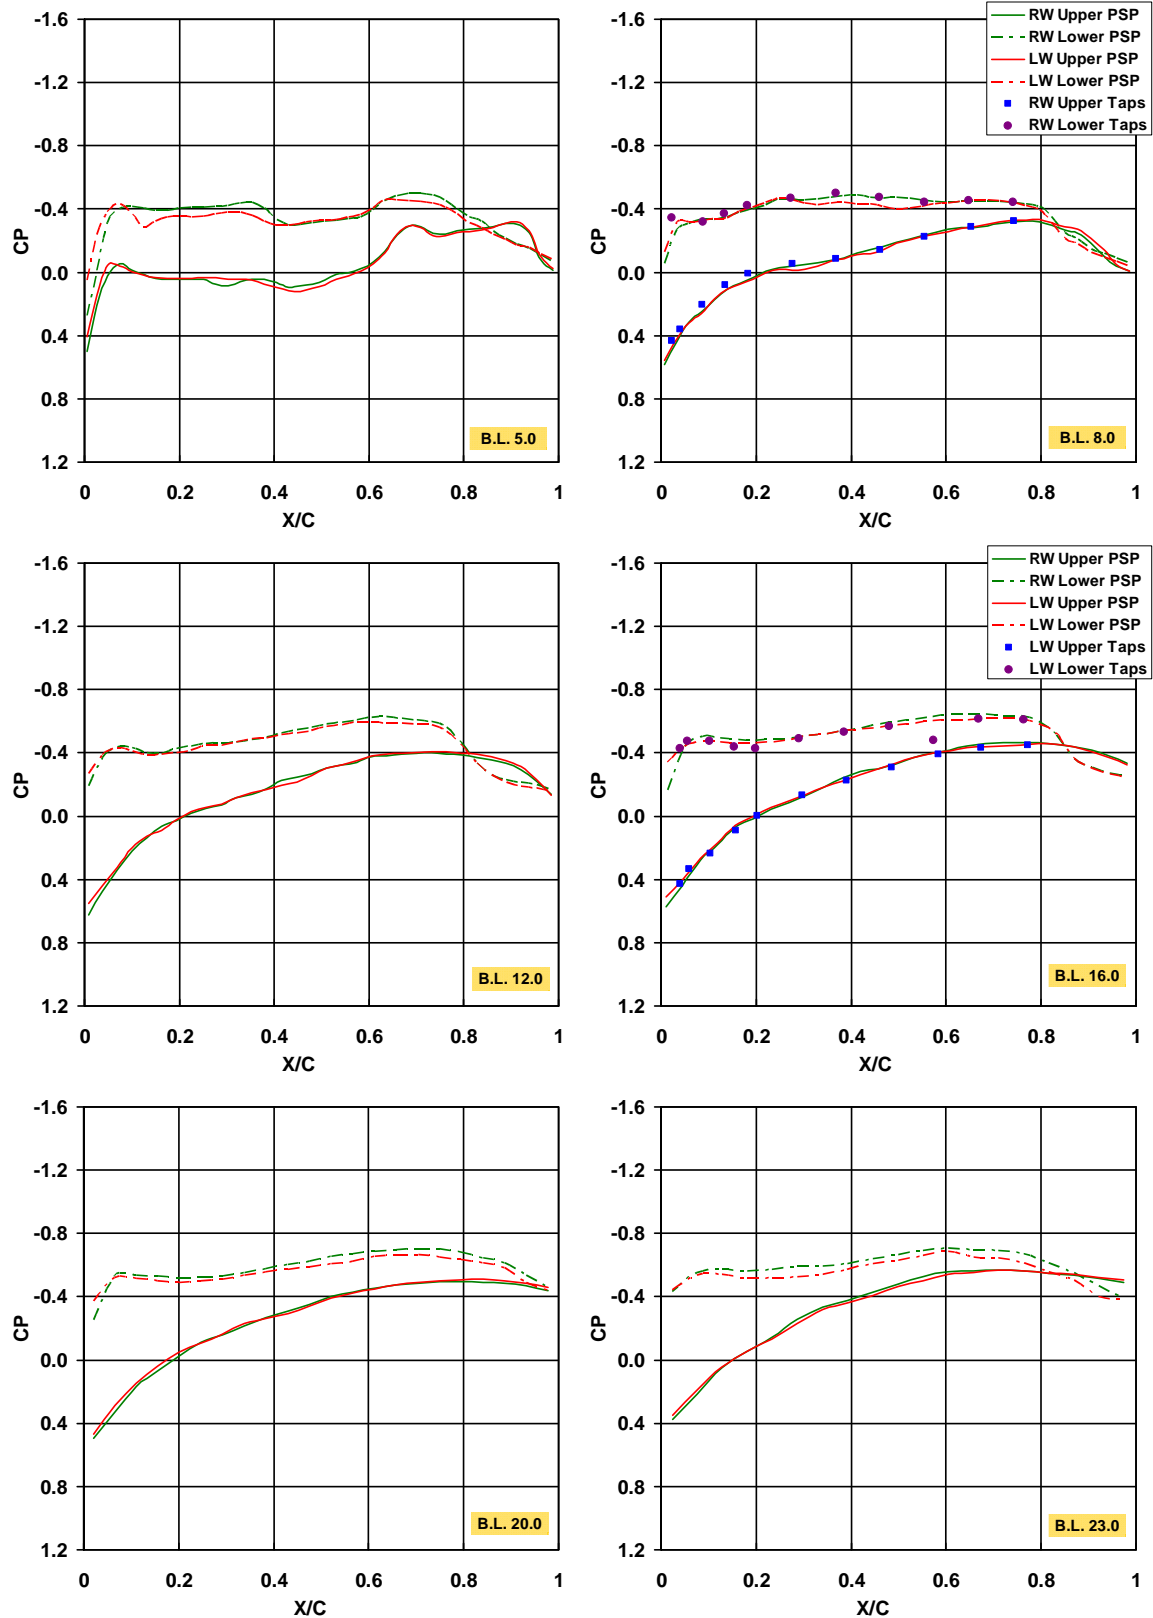 -1.6
-1.2
-0.8
-0.4
0.0
0.4
0.8
1.2
CP
0 0.2 0.4 0.6 0.8 1
X/C
B.L. 5.0
-1.6
-1.2
-0.8
-0.4
0.0
0.4
0.8
1.2
CP
0 0.2 0.4 0.6 0.8 1
X/C
B.L. 8.0
RW Upper PSP
RW Lower PSP
LW Upper PSP
LW Lower PSP
RW Upper Taps
RW Lower Taps
-1.6
-1.2
-0.8
-0.4
0.0
0.4
0.8
1.2
CP
0 0.2 0.4 0.6 0.8 1
X/C
B.L. 12.0
-1.6
-1.2
-0.8
-0.4
0.0
0.4
0.8
1.2
CP
0 0.2 0.4 0.6 0.8 1
X/C
B.L. 16.0
RW Upper PSP
RW Lower PSP
LW Upper PSP
LW Lower PSP
LW Upper Taps
LW Lower Taps
-1.6
-1.2
-0.8
-0.4
0.0
0.4
0.8
1.2
CP
0 0.2 0.4 0.6 0.8 1
X/C
B.L. 20.0
-1.6
-1.2
-0.8
-0.4
0.0
0.4
0.8
1.2
CP
0 0.2 0.4 0.6 0.8 1
X/C
B.L. 23.0